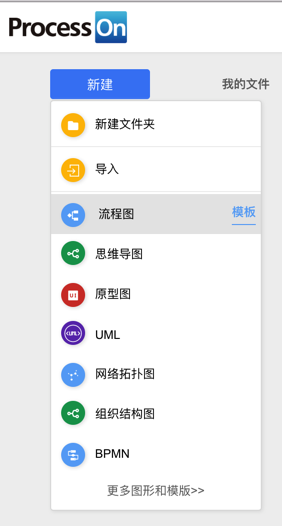 ProcessOn
新建 我的文件
新建文件夹
导入
流程图 模板
思维导图
UI 原型图
<UML> UML
网络拓扑图
组织结构图
BPMN
更多图形和模版>>